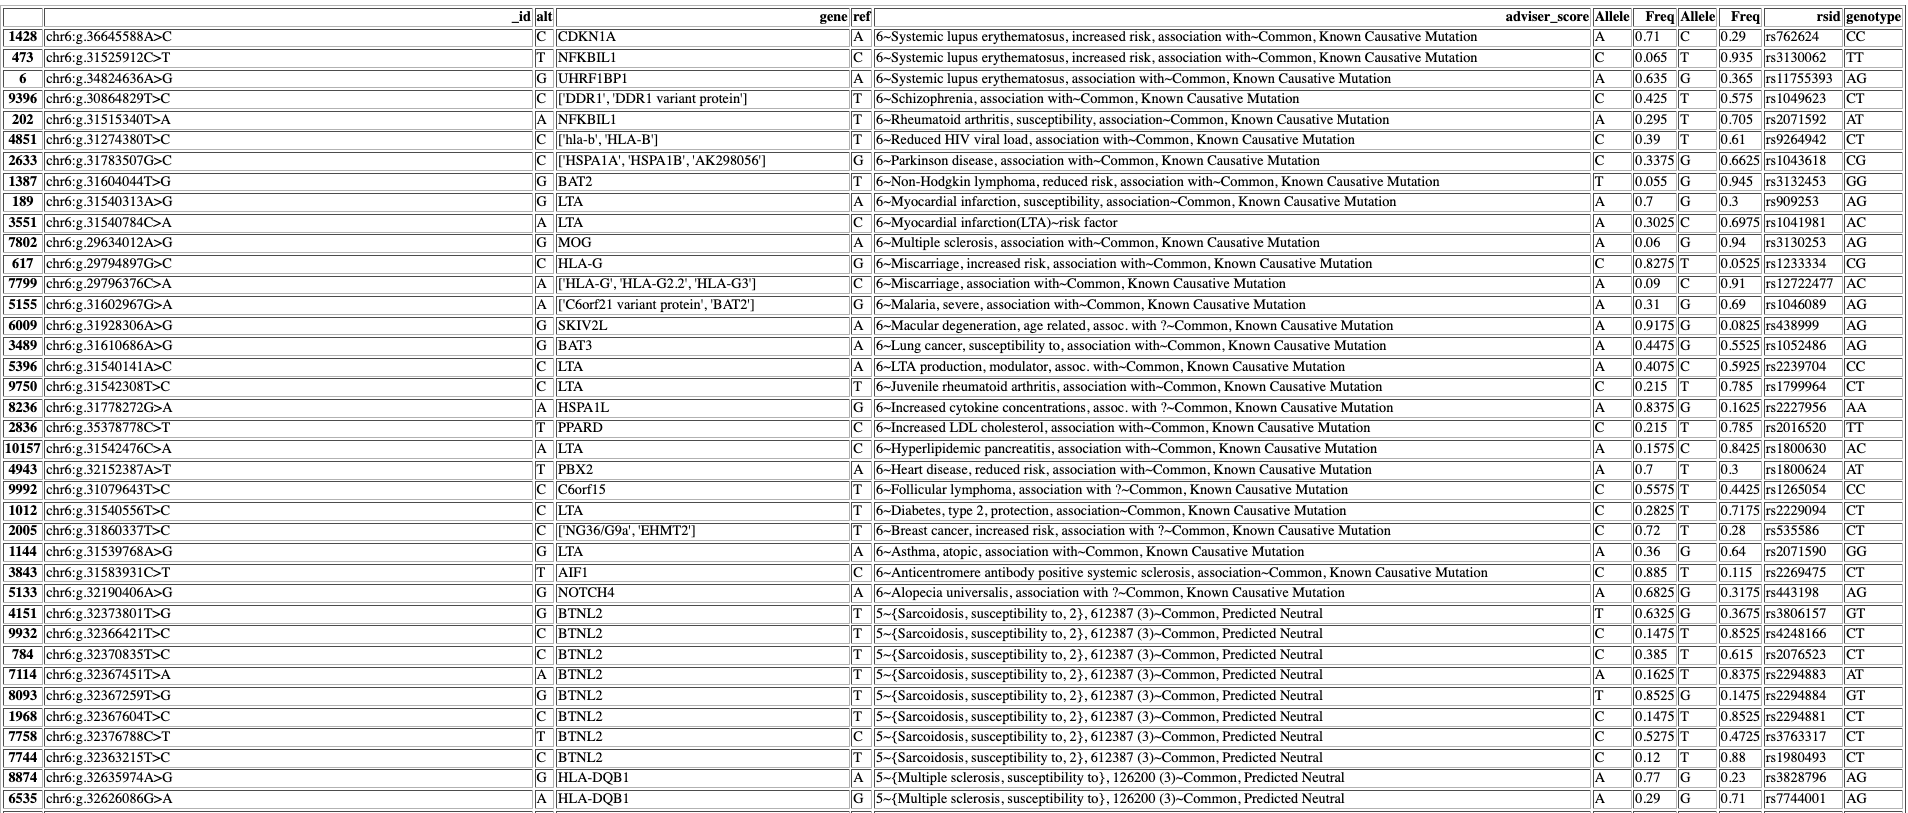 _id alt gene ref adviser_score Allele Freq Allele Freq rsid genotype
1428 chr6:g.36645588A>C C CDKN1A A 6~Systemic lupus erythematosus, increased risk, association with~Common, Known Causative Mutation A 0.71 C 0.29 rs762624 CC
473 chr6:g.31525912C>T T NFKBIL1 C 6~Systemic lupus erythematosus, increased risk, association with~Common, Known Causative Mutation C 0.065 T 0.935 rs3130062 TT
6 chr6:g.34824636A>G G UHRF1BP1 A 6~Systemic lupus erythematosus, association with~Common, Known Causative Mutation A 0.635 G 0.365 rs11755393 AG
9396 chr6:g.30864829T>C C ['DDR1', 'DDR1 variant protein'] T 6~Schizophrenia, association with~Common, Known Causative Mutation C 0.425 T 0.575 rs1049623 CT
202 chr6:g.31515340T>A A NFKBIL1 T 6~Rheumatoid arthritis, susceptibility, association~Common, Known Causative Mutation A 0.295 T 0.705 rs2071592 AT
4851 chr6:g.31274380T>C C ['hla-b', 'HLA-B'] T 6~Reduced HIV viral load, association with~Common, Known Causative Mutation C 0.39 T 0.61 rs9264942 CT
2633 chr6:g.31783507G>C C ['HSPA1A', 'HSPA1B', 'AK298056'] G 6~Parkinson disease, association with~Common, Known Causative Mutation C 0.3375 G 0.6625 rs1043618 CG
1387 chr6:g.31604044T>G G BAT2 T 6~Non-Hodgkin lymphoma, reduced risk, association with~Common, Known Causative Mutation T 0.055 G 0.945 rs3132453 GG
189 chr6:g.31540313A>G G LTA A 6~Myocardial infarction, susceptibility, association~Common, Known Causative Mutation A 0.7 G 0.3 rs909253 AG
3551 chr6:g.31540784C>A A LTA C 6~Myocardial infarction(LTA)~risk factor A 0.3025 C 0.6975 rs1041981 AC
7802 chr6:g.29634012A>G G MOG A 6~Multiple sclerosis, association with~Common, Known Causative Mutation A 0.06 G 0.94 rs3130253 AG
617 chr6:g.29794897G>C C HLA-G G 6~Miscarriage, increased risk, association with~Common, Known Causative Mutation C 0.8275 T 0.0525 rs1233334 CG
7799 chr6:g.29796376C>A A ['HLA-G', 'HLA-G2.2', 'HLA-G3'] C 6~Miscarriage, association with~Common, Known Causative Mutation A 0.09 C 0.91 rs12722477 AC
5155 chr6:g.31602967G>A A ['C6orf21 variant protein', 'BAT2'] G 6~Malaria, severe, association with~Common, Known Causative Mutation A 0.31 G 0.69 rs1046089 AG
6009 chr6:g.31928306A>G G SKIV2L A 6~Macular degeneration, age related, assoc. with ?~Common, Known Causative Mutation A 0.9175 G 0.0825 rs438999 AG
3489 chr6:g.31610686A>G G BAT3 A 6~Lung cancer, susceptibility to, association with~Common, Known Causative Mutation A 0.4475 G 0.5525 rs1052486 AG
5396 chr6:g.31540141A>C C LTA A 6~LTA production, modulator, assoc. with~Common, Known Causative Mutation A 0.4075 C 0.5925 rs2239704 CC
9750 chr6:g.31542308T>C C LTA T 6~Juvenile rheumatoid arthritis, association with~Common, Known Causative Mutation C 0.215 T 0.785 rs1799964 CT
8236 chr6:g.31778272G>A A HSPA1L G 6~Increased cytokine concentrations, assoc. with ?~Common, Known Causative Mutation A 0.8375 G 0.1625 rs2227956 AA
2836 chr6:g.35378778C>T T PPARD C 6~Increased LDL cholesterol, association with~Common, Known Causative Mutation C 0.215 T 0.785 rs2016520 TT
10157 chr6:g.31542476C>A A LTA C 6~Hyperlipidemic pancreatitis, association with~Common, Known Causative Mutation A 0.1575 C 0.8425 rs1800630 AC
4943 chr6:g.32152387A>T T PBX2 A 6~Heart disease, reduced risk, association with~Common, Known Causative Mutation A 0.7 T 0.3 rs1800624 AT
9992 chr6:g.31079643T>C C C6orf15 T 6~Follicular lymphoma, association with ?~Common, Known Causative Mutation C 0.5575 T 0.4425 rs1265054 CC
1012 chr6:g.31540556T>C C LTA T 6~Diabetes, type 2, protection, association~Common, Known Causative Mutation C 0.2825 T 0.7175 rs2229094 CT
2005 chr6:g.31860337T>C C ['NG36/G9a', 'EHMT2'] T 6~Breast cancer, increased risk, association with ?~Common, Known Causative Mutation C 0.72 T 0.28 rs535586 CT
1144 chr6:g.31539768A>G G LTA A 6~Asthma, atopic, association with~Common, Known Causative Mutation A 0.36 G 0.64 rs2071590 GG
3843 chr6:g.31583931C>T T AIF1 C 6~Anticentromere antibody positive systemic sclerosis, association~Common, Known Causative Mutation C 0.885 T 0.115 rs2269475 CT
5133 chr6:g.32190406A>G G NOTCH4 A 6~Alopecia universalis, association with ?~Common, Known Causative Mutation A 0.6825 G 0.3175 rs443198 AG
4151 chr6:g.32373801T>G G BTNL2 T 5~{Sarcoidosis, susceptibility to, 2}, 612387 (3)~Common, Predicted Neutral T 0.6325 G 0.3675 rs3806157 GT
9932 chr6:g.32366421T>C C BTNL2 T 5~{Sarcoidosis, susceptibility to, 2}, 612387 (3)~Common, Predicted Neutral C 0.1475 T 0.8525 rs4248166 CT
784 chr6:g.32370835T>C C BTNL2 T 5~{Sarcoidosis, susceptibility to, 2}, 612387 (3)~Common, Predicted Neutral C 0.385 T 0.615 rs2076523 CT
7114 chr6:g.32367451T>A A BTNL2 T 5~{Sarcoidosis, susceptibility to, 2}, 612387 (3)~Common, Predicted Neutral A 0.1625 T 0.8375 rs2294883 AT
8093 chr6:g.32367259T>G G BTNL2 T 5~{Sarcoidosis, susceptibility to, 2}, 612387 (3)~Common, Predicted Neutral T 0.8525 G 0.1475 rs2294884 GT
1968 chr6:g.32367604T>C C BTNL2 T 5~{Sarcoidosis, susceptibility to, 2}, 612387 (3)~Common, Predicted Neutral C 0.1475 T 0.8525 rs2294881 CT
7758 chr6:g.32376788C>T T BTNL2 C 5~{Sarcoidosis, susceptibility to, 2}, 612387 (3)~Common, Predicted Neutral C 0.5275 T 0.4725 rs3763317 CT
7744 chr6:g.32363215T>C C BTNL2 T 5~{Sarcoidosis, susceptibility to, 2}, 612387 (3)~Common, Predicted Neutral C 0.12 T 0.88 rs1980493 CT
8874 chr6:g.32635974A>G G HLA-DQB1 A 5~{Multiple sclerosis, susceptibility to}, 126200 (3)~Common, Predicted Neutral A 0.77 G 0.23 rs3828796 AG
6535 chr6:g.32626086G>A A HLA-DQB1 G 5~{Multiple sclerosis, susceptibility to}, 126200 (3)~Common, Predicted Neutral A 0.29 G 0.71 rs7744001 AG